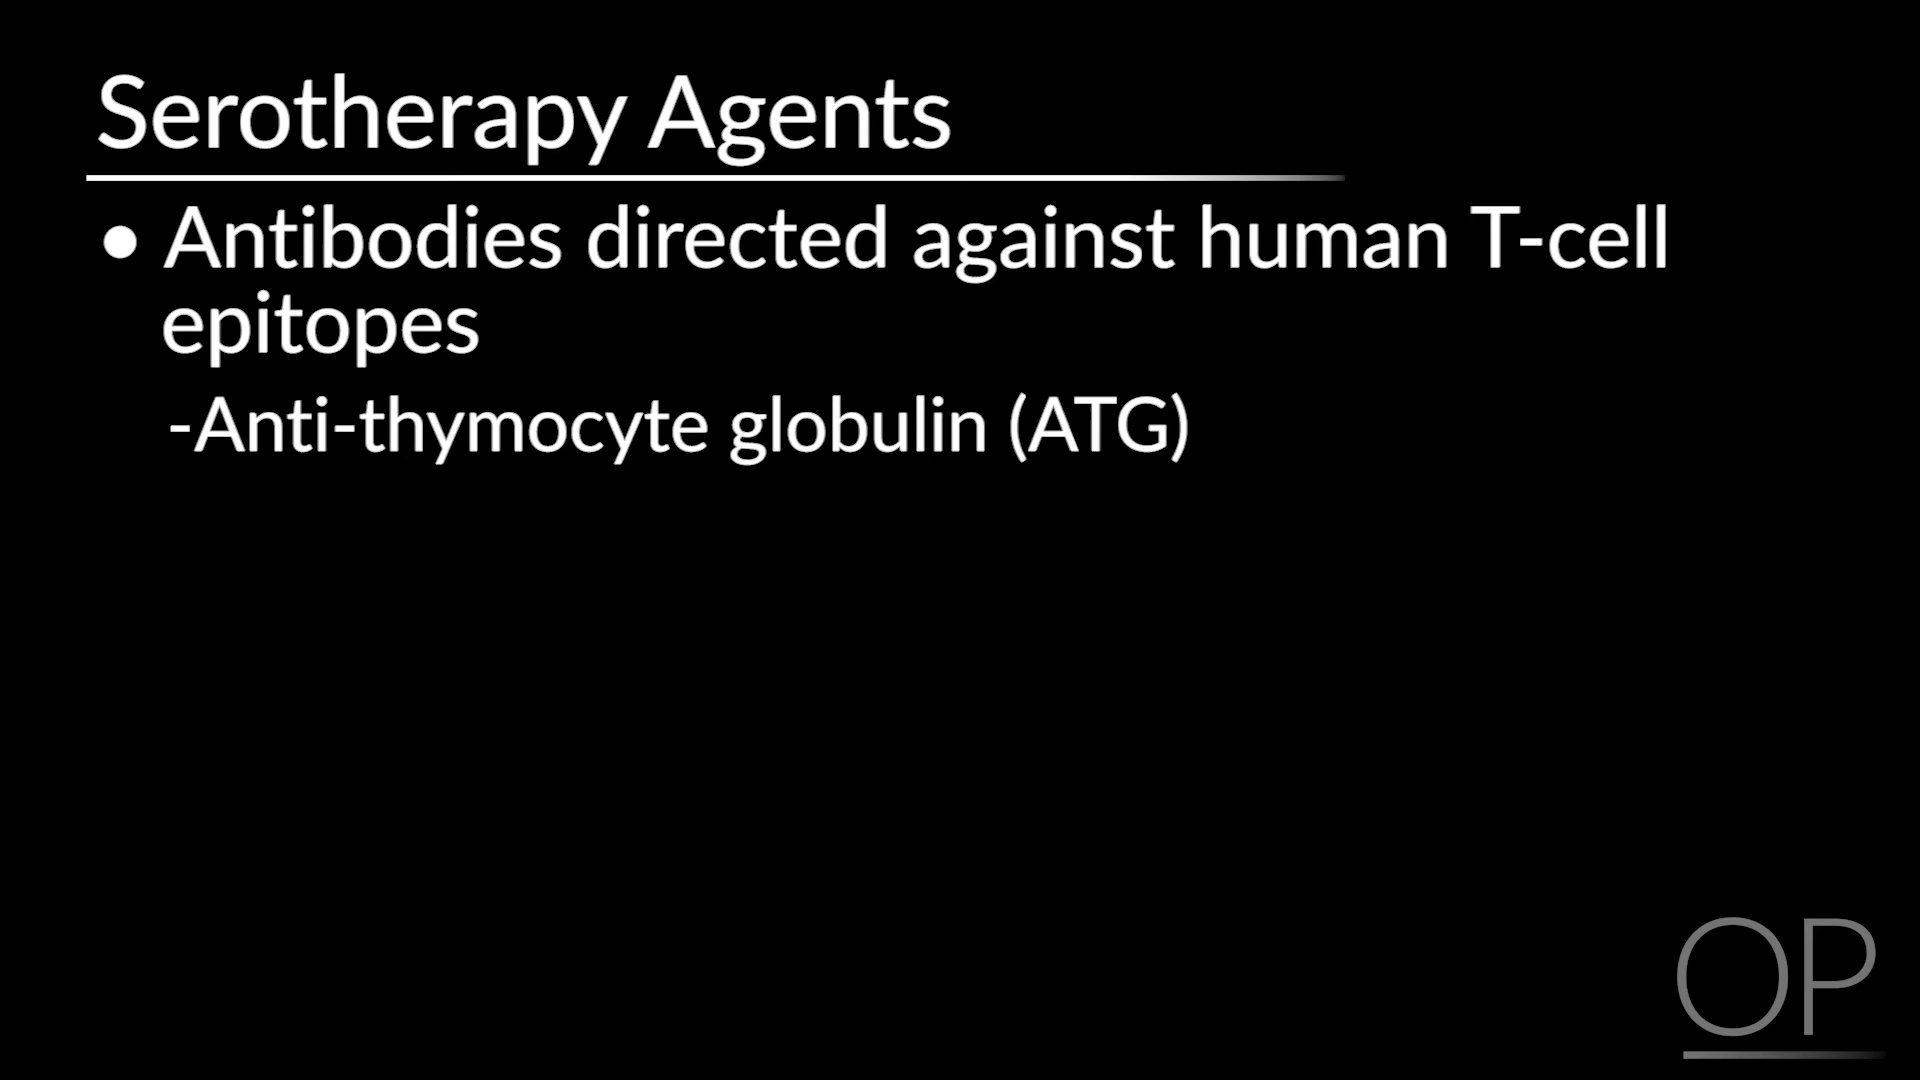 Serotherapy Agents
• Antibodies directed against human T-cell
epitopes
-Anti-thymocyte globulin (ATG)
OP